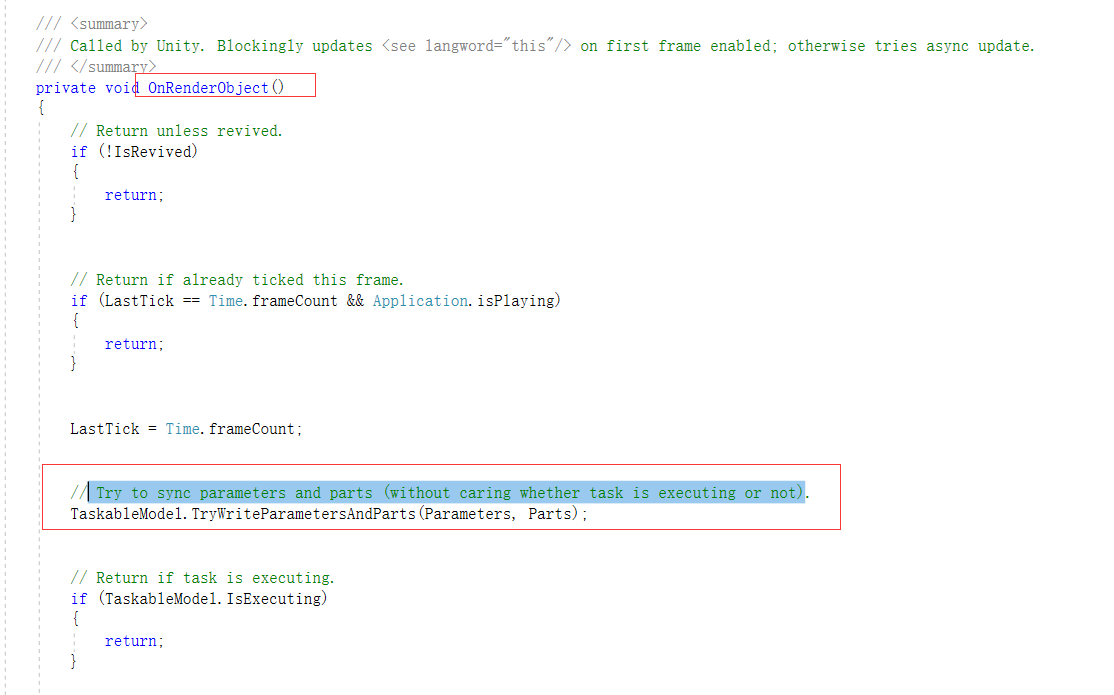 /// <summary>
/// Called by Unity. Blockingly updates <see langword="this"/> on first frame enabled; otherwise tries async update.
/// </summary>
private void OnRenderObject()
{
// Return unless revived.
if (!IsRevived)
{
return;
}
// Return if already ticked this frame.
if (LastTick == Time.frameCount && Application.isPlaying)
{
return;
}
LastTick = Time.frameCount;
// Try to sync parameters and parts (without caring whether task is executing or not).
TaskableModel.TryWriteParametersAndParts(Parameters, Parts);
// Return if task is executing.
if (TaskableModel.IsExecuting)
{
return;
}